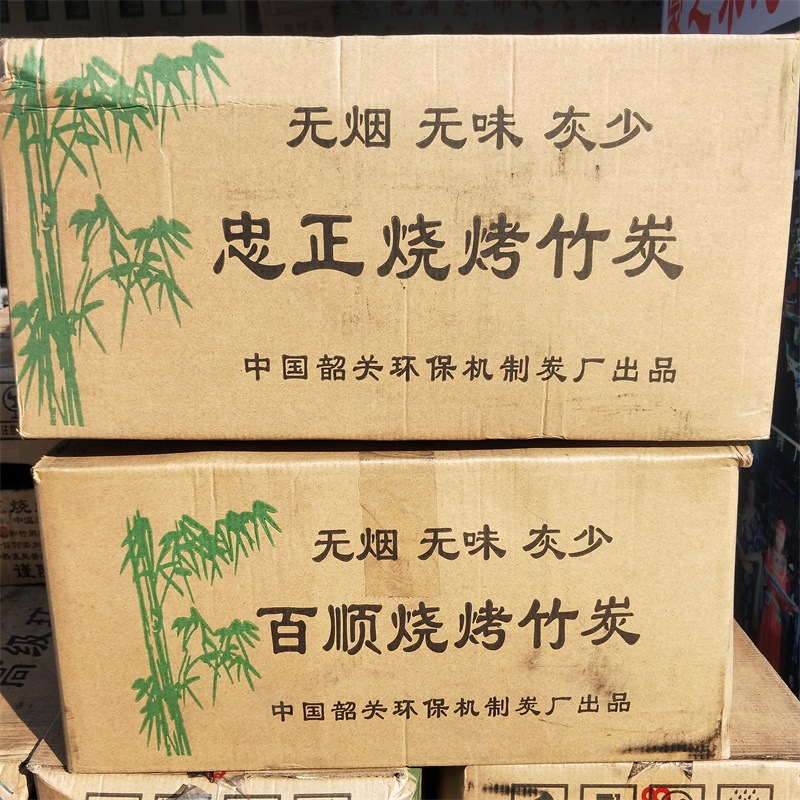 无烟 无味 灰少
忠正烧烤竹炭
中国韶关环保机制炭厂出品
无烟 无味 灰少
百顺烧烤竹炭
中国韶关环保机制炭厂出品